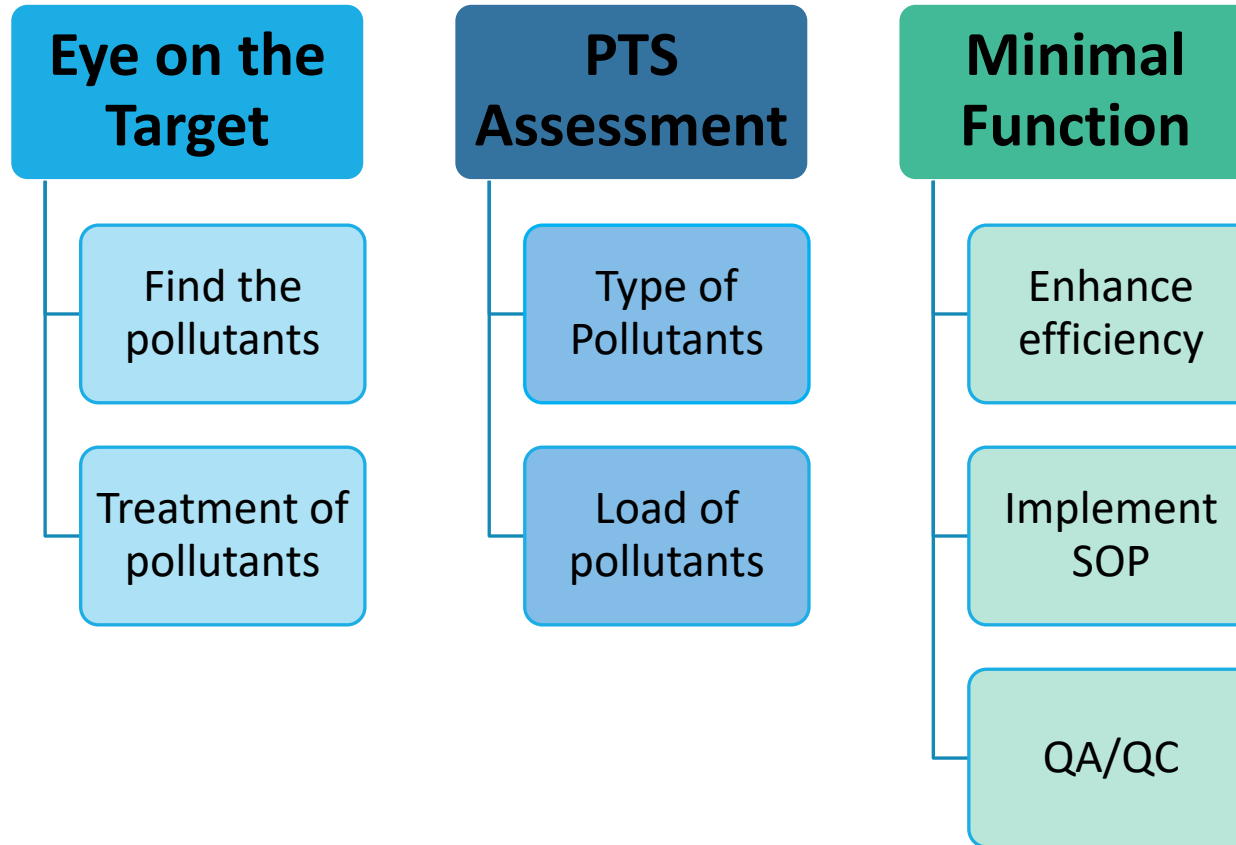 Eye on the
Target
Find the
pollutants
Treatment of
pollutants
PTS
Assessment
Type of
Pollutants
Load of
pollutants
Minimal
Function
Enhance
efficiency
Implement
SOP
QA/QC